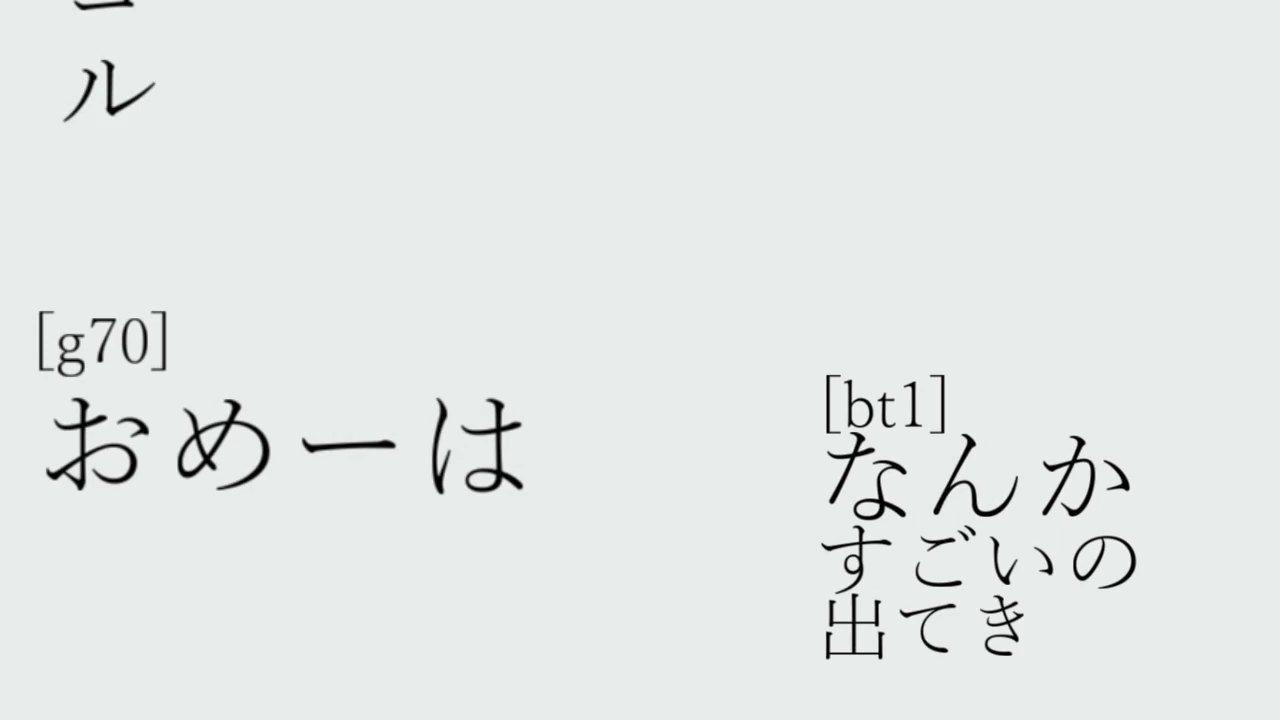 ル
[g70]
おめーは
[bt1]
なんか
すごいの
出てき